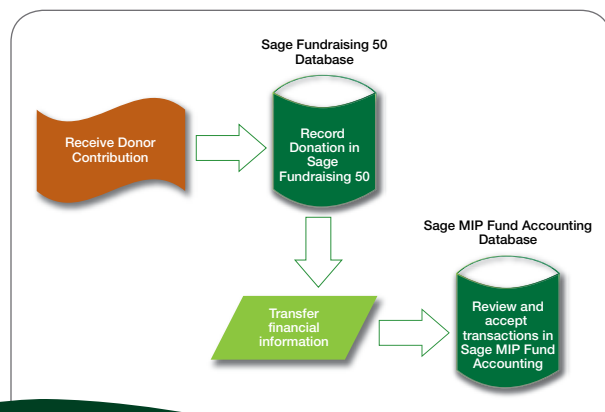 Sage Fundraising 50
Database
Receive Donor
Contribution
Record
Donation in
Sage
Fundraising 50
Sage MIP Fund Accounting
Database
Transfer
financial
information
Review and
accept
transactions in
Sage MIP Fund
Accounting